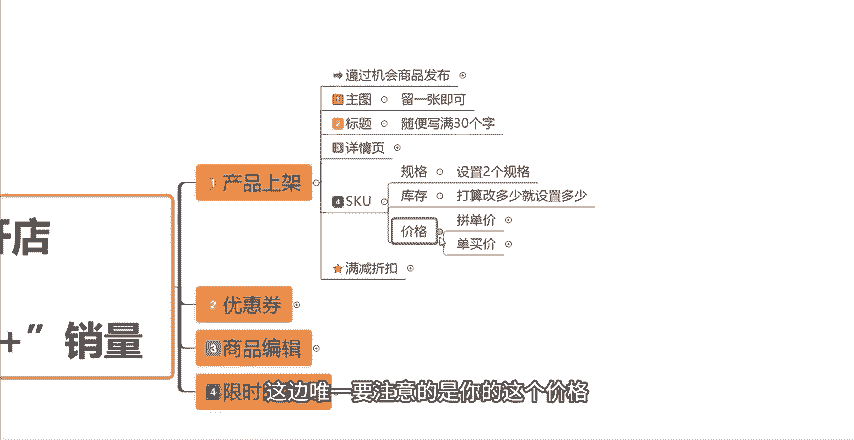 开店
+”销量
1 产品上架
通过机会商品发布
1 主图 留一张即可
2 标题 随便写满30个字
3 详情页
4 SKU
规格 设置2个规格
库存 打算改多少就设置多少
价格
拼单价
单买价
满减折扣
2 优惠券
3 商品编辑
4 限时
这边唯一要注意的是你的这个价格